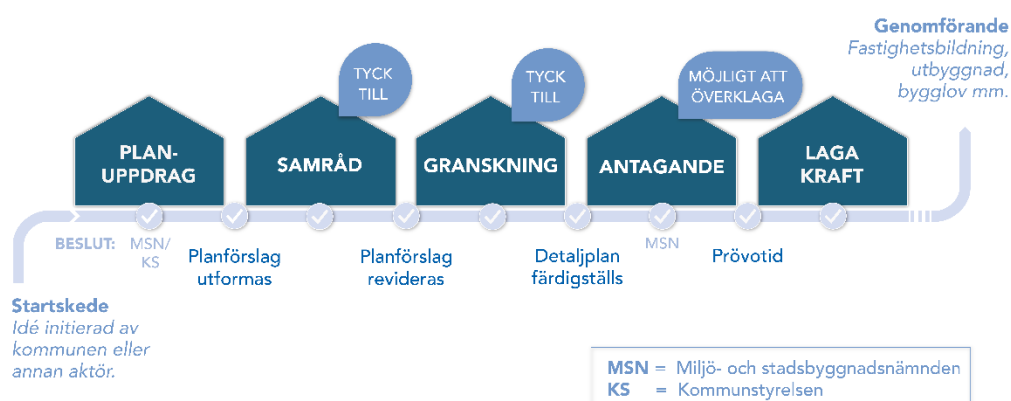 Genomförande
Fastighetsbildning,
utbyggnad,
bygglov mm.
TYCK
TILL
TYCK
TILL
MÖJLIGT ATT
ÖVERKLAGA
PLAN-
UPPDRAG
SAMRÅD
GRANSKNING
ANTAGANDE
LAGA
KRAFT
BESLUT:
MSN/
KS
Planförslag
utformas
Planförslag
revideras
Detaljplan
färdigställs
MSN
Prövotid
Startskede
Idé initierad av
kommunen eller
annan aktör.
MSN = Miljö- och stadsbyggnadsnämnden
KS = Kommunstyrelsen